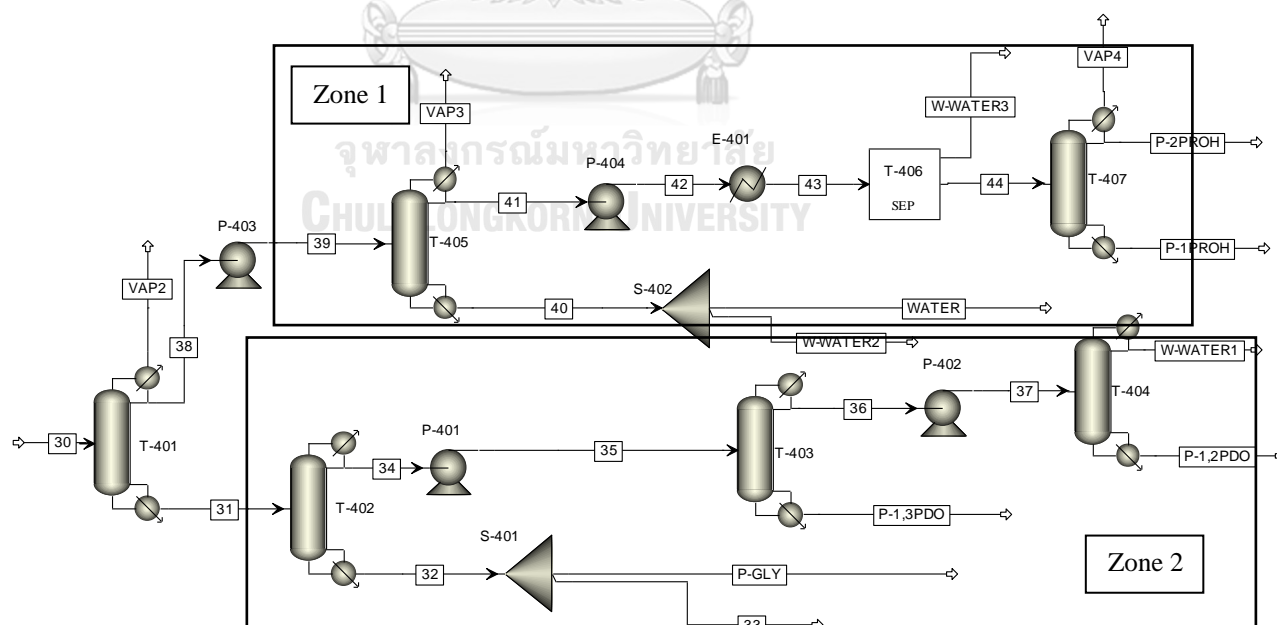 VAP4
Zone 1
VAP3
W-WATER3
E-401
P-2PROH
จุฬาลงกรณ์มหาวิทยาลัย
P-404
T-406
SEP
42
43
44
T-407
41
CHULALONGKORN UNIVERSITY
P-403
39
T-405
P-1PROH
VAP2
S-402
40
WATER
38
W-WATER2
W-WATER1
P-402
37
T-404
36
30
T-401
P-401
35
T-403
34
P-1,2PDO
31
T-402
P-1,3PDO
S-401
Zone 2
32
P-GLY
33